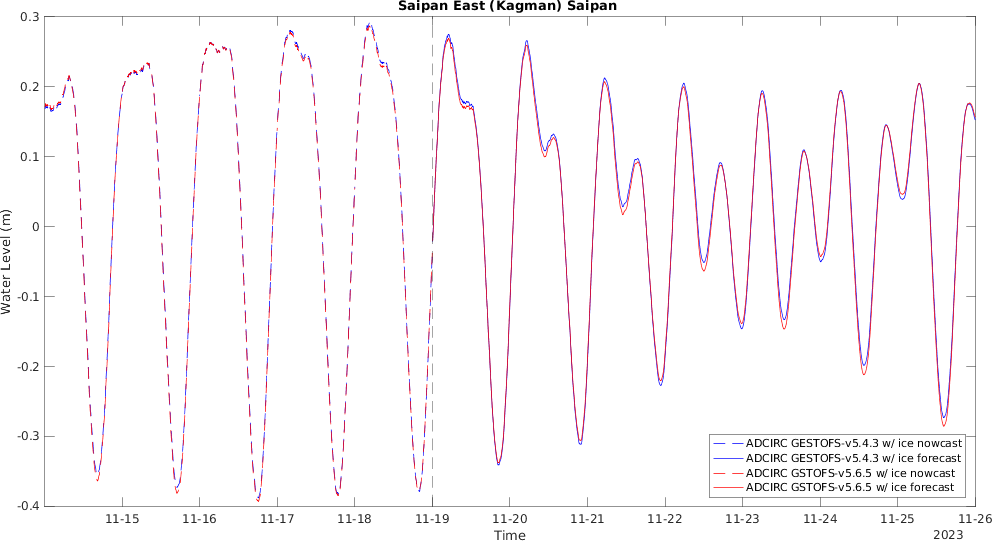 Saipan East (Kagman) Saipan
0.3
0.2
0.1
0
-0.1
-0.2
-0.3
-0.4
Water Level (m)
ADCIRC GESTOFS-v5.4.3 w/ ice nowcast
ADCIRC GESTOFS-v5.4.3 w/ ice forecast
ADCIRC GSTOFS-v5.6.5 w/ ice nowcast
ADCIRC GSTOFS-v5.6.5 w/ ice forecast
11-15 11-16 11-17 11-18 11-19 11-20 11-21 11-22 11-23 11-24 11-25 11-26
Time
2023